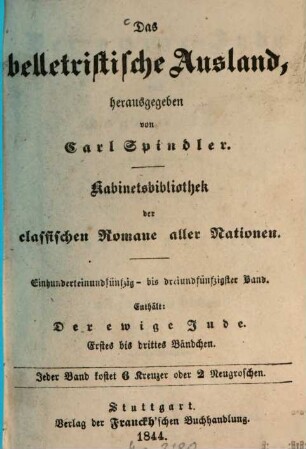 Das
belletristische Ausland,
herausgegeben
von
Carl Spindler.
Kabinetsbibliothek
der
classischen Romane aller Nationen.
Einhunderteinundfünfzig- bis dreiundfünfzigster Band.
Enthält:
Der ewige Jude.
Erstes bis drittes Bändchen.
Jeder Band kostet 6 Kreuzer oder 2 Neugroschen.
Stuttgart.
Verlag der Franckh'schen Buchhandlung.
1844.